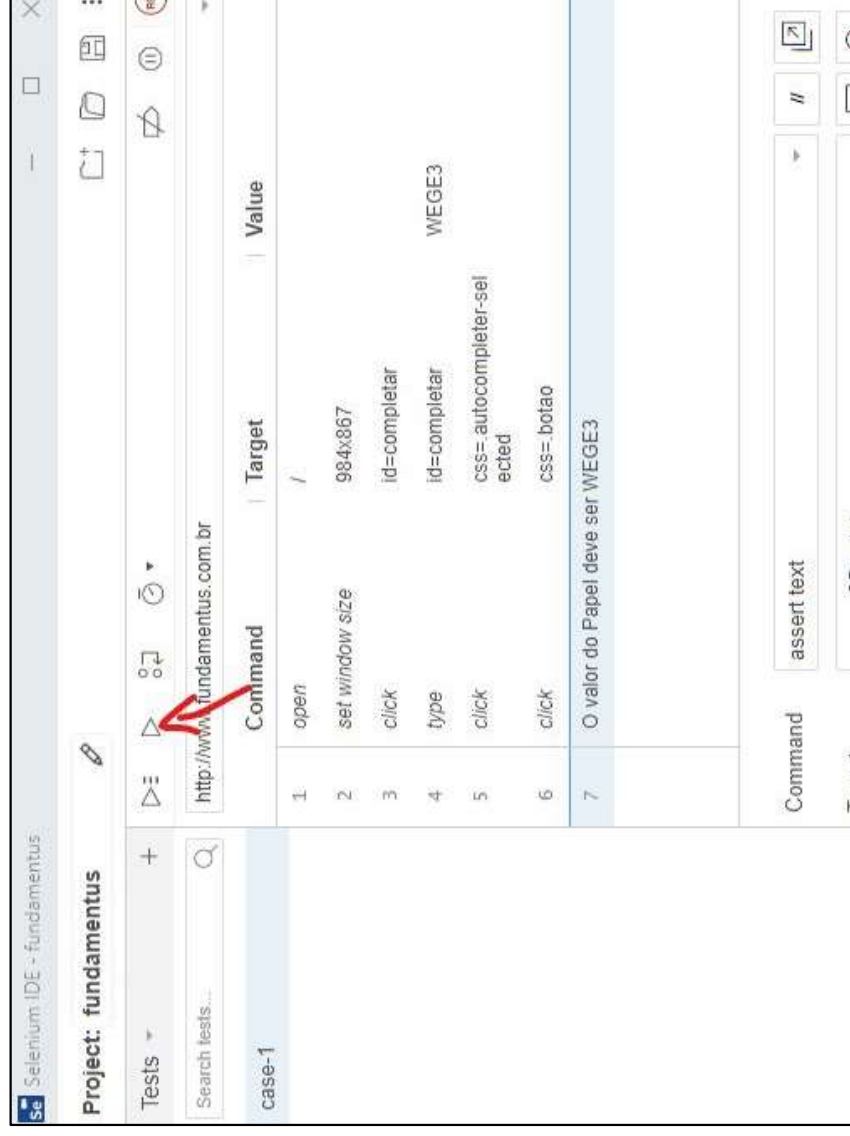 Se Selenium IDE - fundamentus
Project: fundamentus
Tests
Search tests...
case-1
http://www.fundamentus.com.br
Command Target Value
1 open /
2 set window size 984x867
3 click id=completar
4 type id=completar WEGE3
5 click css=.autocompleter-sel
ected
6 click css=.botao
7 O valor do Papel deve ser WEGE3
Command assert text //